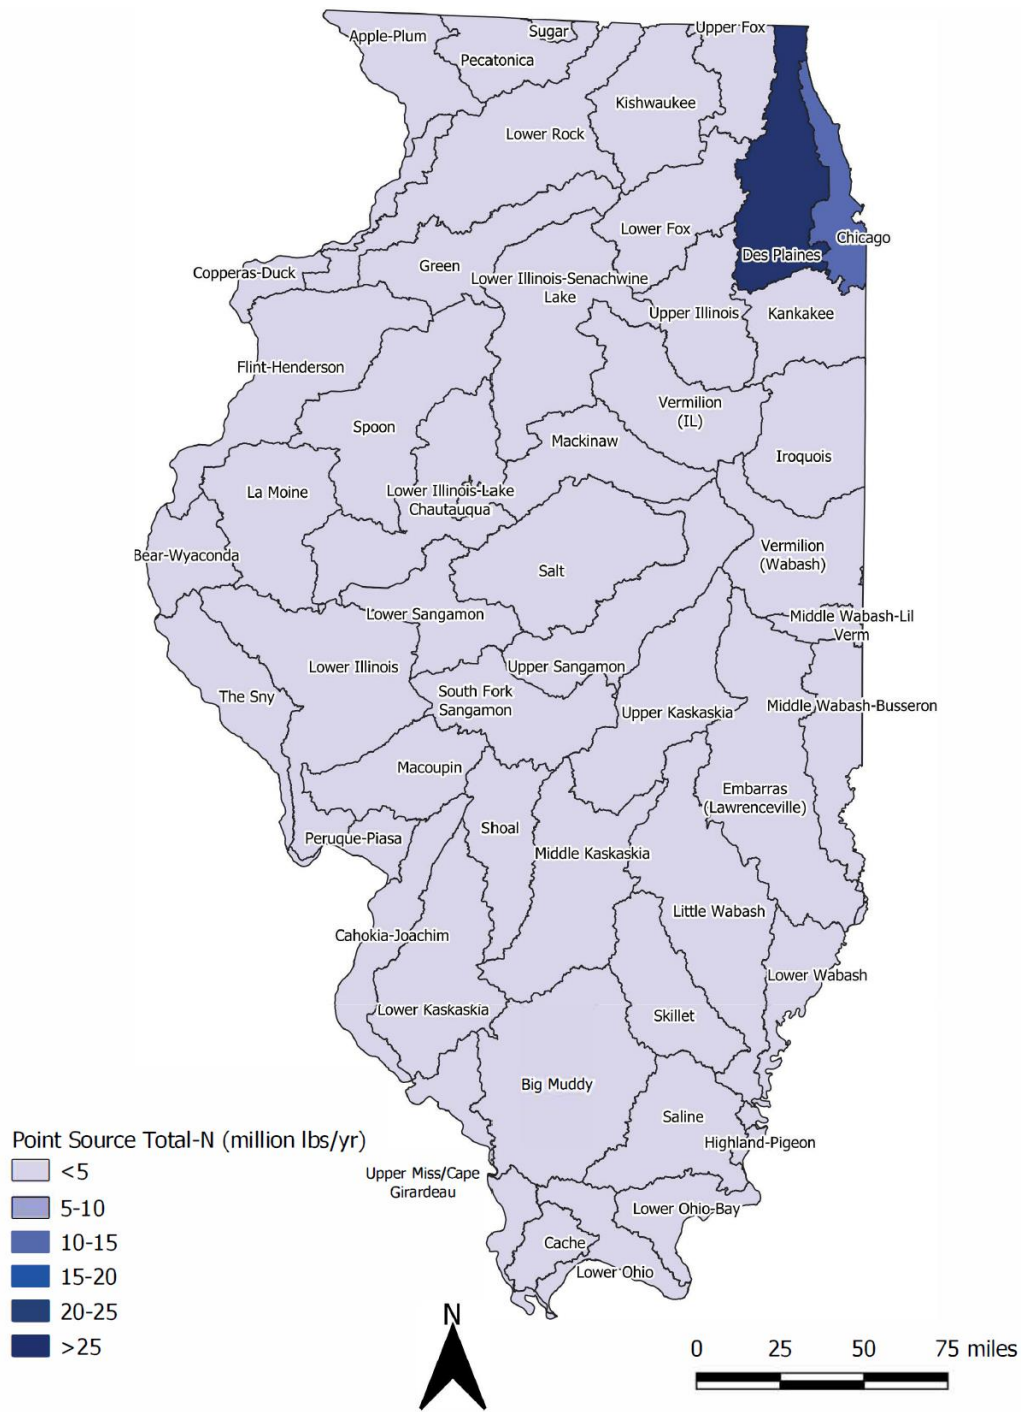 Sugar
Upper Fox
Apple-Plum
Pecatonica
Kishwaukee
Lower Rock
Lower Fox
Chicago
Des Plaines
Green
Copperas-Duck
Lower Illinois-Senachwine
Lake
Upper Illinois
Kankakee
Flint-Henderson
Vermilion
(IL)
Spoon
Mackinaw
Iroquois
La Moine
Lower Illinois-Lake
Chautauqua
Bear-Wyaconda
Vermilion
(Wabash)
Salt
Lower Sangamon
Middle Wabash-Lil
Verm
Lower Illinois
Upper Sangamon
The Sny
South Fork
Sangamon
Upper Kaskaskia
Middle Wabash-Busseron
Macoupin
Embarras
(Lawrenceville)
Peruque-Piasa
Shoal
Middle Kaskaskia
Little Wabash
Cahokia-Joachim
Lower Wabash
Lower Kaskaskia
Skillet
Big Muddy
Saline
Highland-Pigeon
Upper Miss/Cape
Girardeau
Lower Ohio-Bay
Cache
Lower Ohio
Point Source Total-N (million lbs/yr)
<5
5-10
10-15
15-20
20-25
>25
N
0 25 50 75 miles